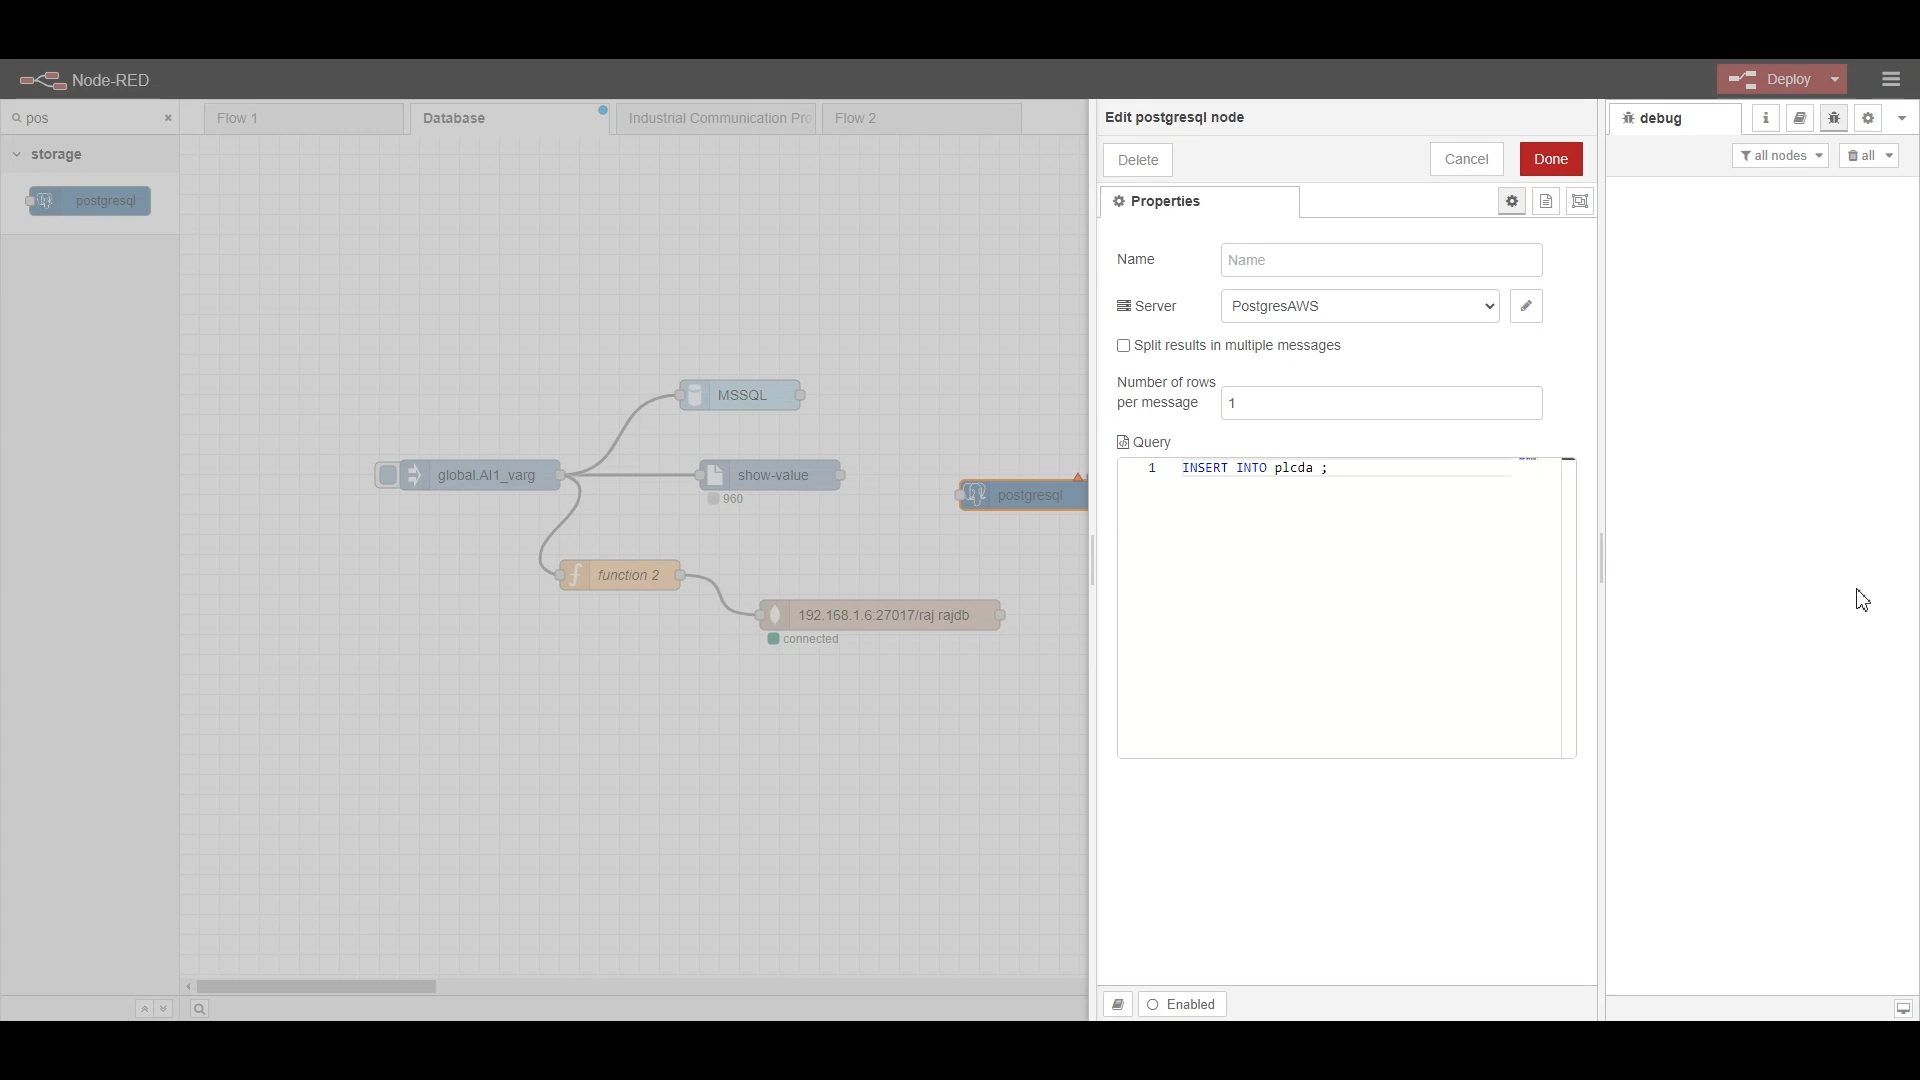 Node-RED
Deploy
pos
Flow 1
Database
Industrial Communication Pro
Flow 2
Edit postgresql node
debug
storage
Delete
Cancel
Done
all nodes
all
postgresql
Properties
Name
Name
Server
PostgresAWS
Split results in multiple messages
Number of rows
per message
1
Query
1 INSERT INTO plcda ;
MSSQL
global.AI1_varg
show-value
960
postgresql
function 2
192.168.1.6:27017/raj rajdb
connected
Enabled